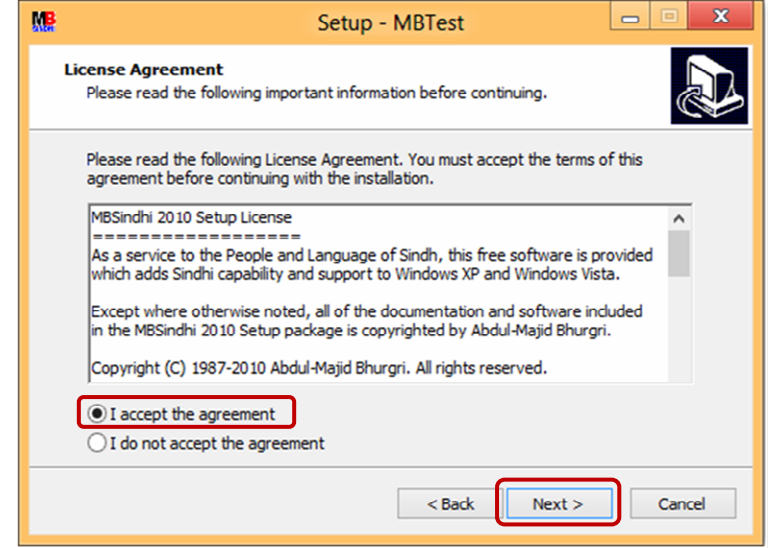 MB
SINDHI
Setup - MBTest
License Agreement
Please read the following important information before continuing.
Please read the following License Agreement. You must accept the terms of this
agreement before continuing with the installation.
MBSindhi 2010 Setup License
==================
As a service to the People and Language of Sindh, this free software is provided
which adds Sindhi capability and support to Windows XP and Windows Vista.
Except where otherwise noted, all of the documentation and software included
in the MBSindhi 2010 Setup package is copyrighted by Abdul-Majid Bhurgri.
Copyright (C) 1987-2010 Abdul-Majid Bhurgri. All rights reserved.
I accept the agreement
I do not accept the agreement
< Back Next > Cancel